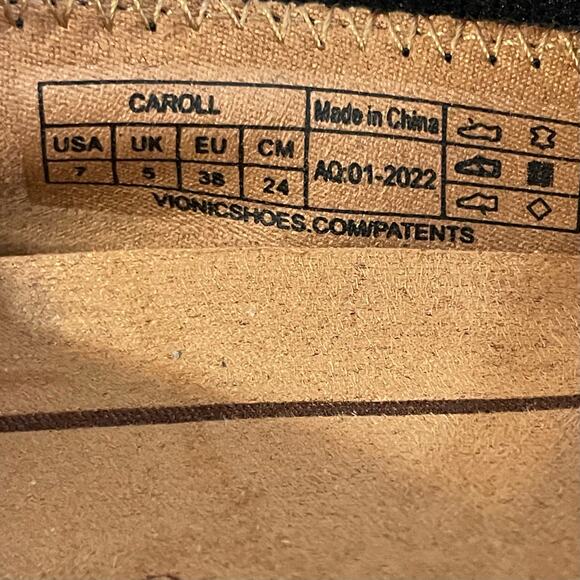 CAROLL
USA UK EU CM
7 5 38 24
Made in China
AQ:01-2022
VIONICSHOES.COM/PATENTS